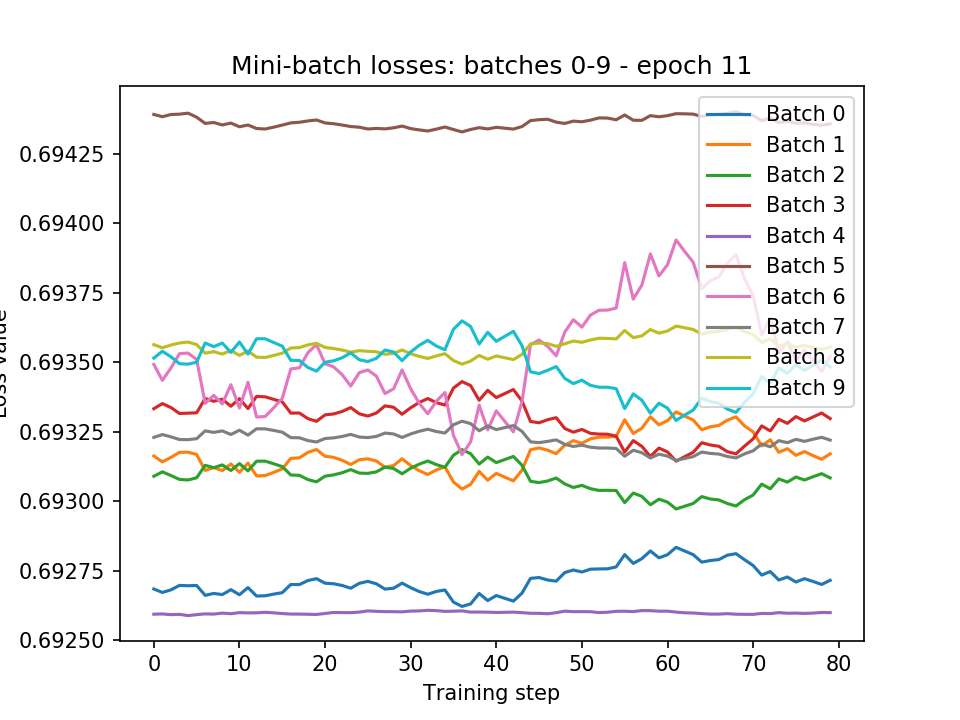 Mini-batch losses: batches 0-9 - epoch 11
0.69425
0.69400
0.69375
0.69350
0.69325
0.69300
0.69275
0.69250
0 10 20 30 40 50 60 70 80
Training step
Batch 0
Batch 1
Batch 2
Batch 3
Batch 4
Batch 5
Batch 6
Batch 7
Batch 8
Batch 9